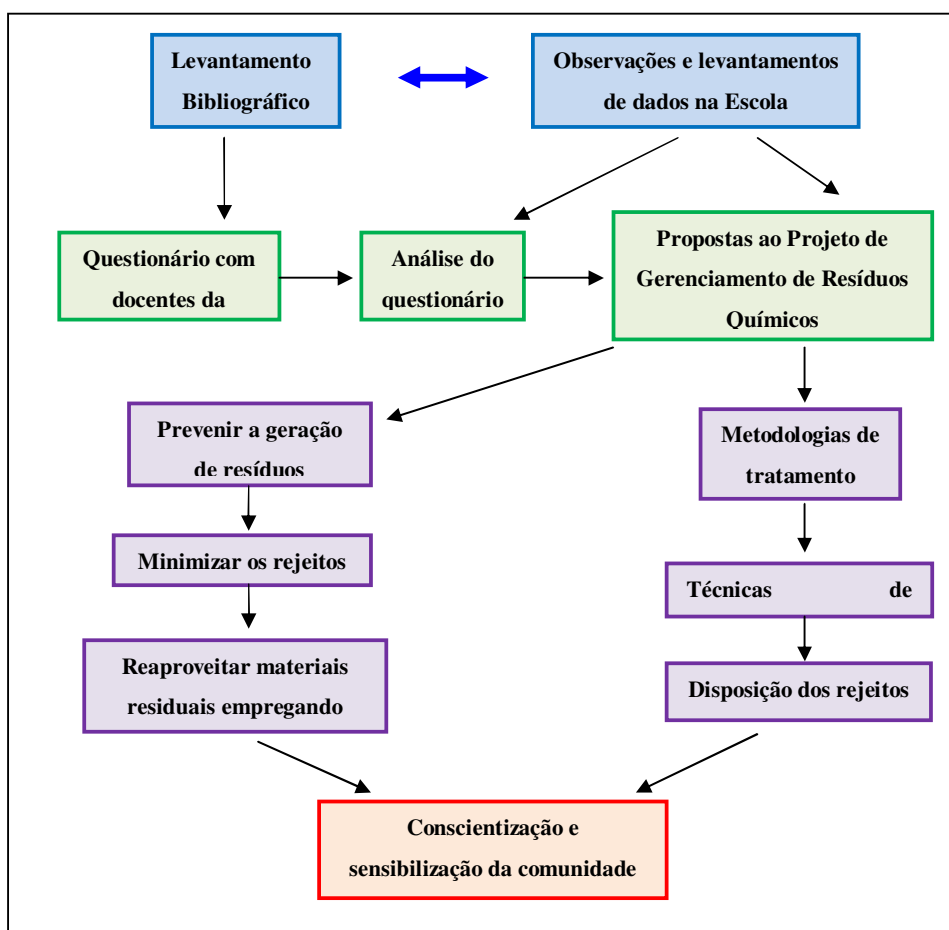 Levantamento
Bibliográfico
Observações e levantamentos
de dados na Escola
Questionário com
docentes da
Análise do
questionário
Propostas ao Projeto de
Gerenciamento de Resíduos
Químicos
Prevenir a geração
de resíduos
Minimizar os rejeitos
Reaproveitar materiais
residuais empregando
Metodologias de
tratamento
Técnicas de
Disposição dos rejeitos
Conscientização e
sensibilização da comunidade